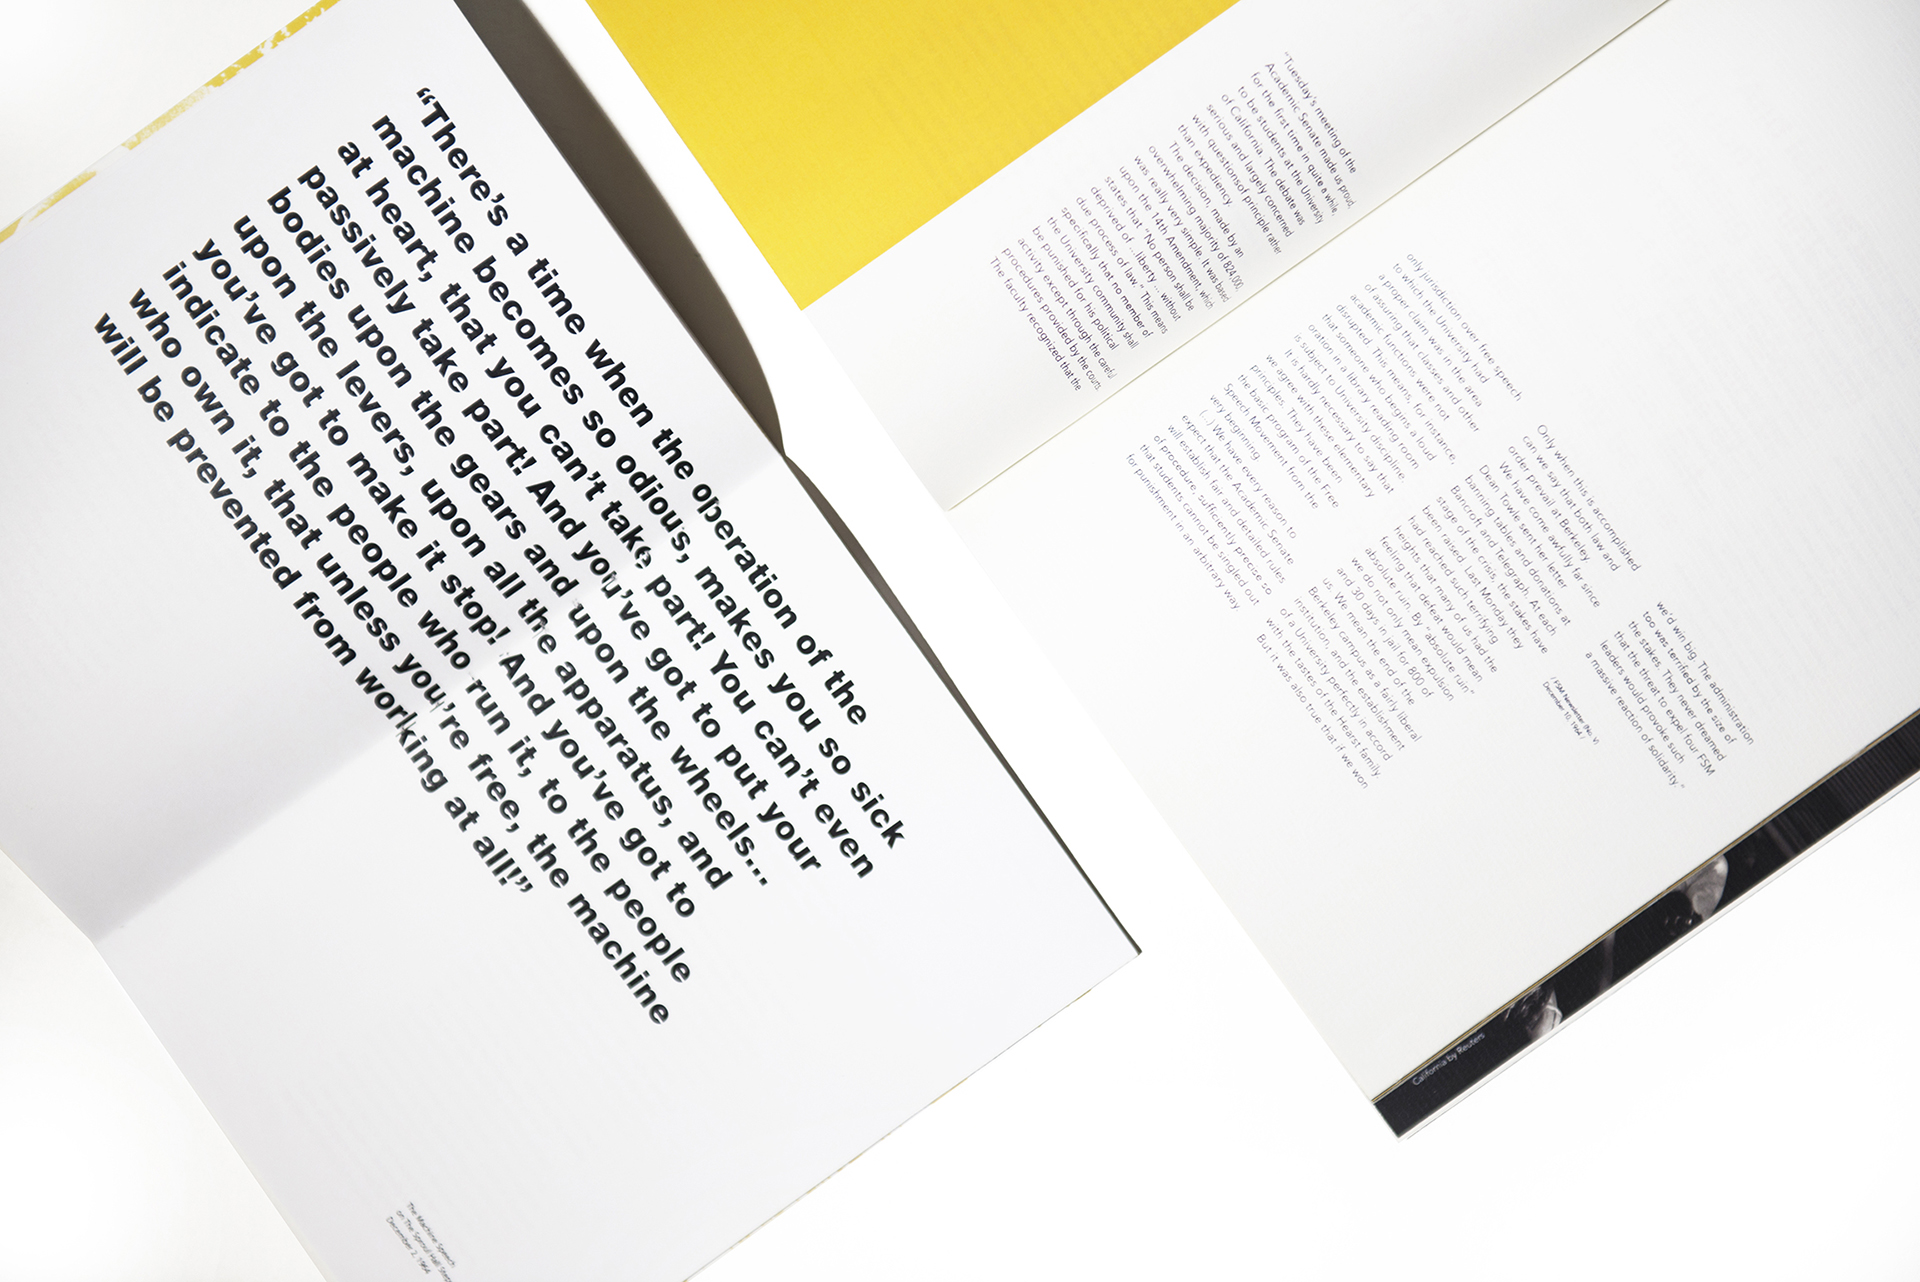 “There’s a time when the operation of the
machine becomes so odious, makes you so sick
at heart, that you can’t take part! You can’t even
passively take part! And you’ve got to put your
bodies upon the gears and upon the wheels...
upon the levers, upon all the apparatus, and
you’ve got to make it stop! And you’ve got to
indicate to the people who run it, to the people
who own it, that unless you’re free, the machine
will be prevented from working at all!”
The Machine Speech
on The Sproul Hall Steps
December 2, 1964
“Tuesday’s meeting of the
Academic Senate made us proud,
for the first time in quite a while,
to be students at the University
of California. The debate was
serious and largely concerned
with questionsof principle rather
than expediency
The decision, made by an
overwhelming majority of 824,000,
was really very simple. It was based
upon the 14th Amendment, which
states that “No person shall be
deprived of ...liberty ... without
due process of law.” This means
specifically that no member of
the University community shall
be punished for his political
activity except through the careful
procedures provided by the courts.
The faculty recognized that the
only jurisdiction over free speech
to which the University had
a proper claim was in the area
of assuring that classes and other
academic functions were not
disrupted. This means, for instance,
that someone who begins a loud
oration in a library reading room
is subject to University discipline.
It is hardly necessary to say that
we agree with these elementary
principles. They have been
the basic program of the Free
Speech Movement from the
very beginning.
(...) We have every reason to
expect that the Academic Senate
will establish fair and detailed rules
of procedure, sufficiently precise so
that students cannot be singled out
for punishment in an arbitrary way
Only when this is accomplished
can we say that both law and
order prevail at Berkeley.
We have come awfully far since
Dean Towle sent her letter
banning tables and donations at
Bancroft and Telegraph. At each
stage of the crisis, the stakes have
been raised. Last Monday they
had reached such terrifying
heights that many of us had the
feeling that defeat would mean
absolute ruin. By “absolute ruin”
we do not only mean expulsion
and 30 days in jail for 800 of
us. We mean the end of the
Berkeley campus as a fairly liberal
institution, and the establishment
of a University perfectly in accord
with the tastes of the Hearst family.
But it was also true that if we won
we’d win big. The administration
too was terrified by the size of
the stakes. They never dreamed
that the threat to expel four FSM
leaders would provoke such
a massive reaction of solidarity.”
/ FSM Newsletter (No. V)
December 10, 1964 /
California by Reuters